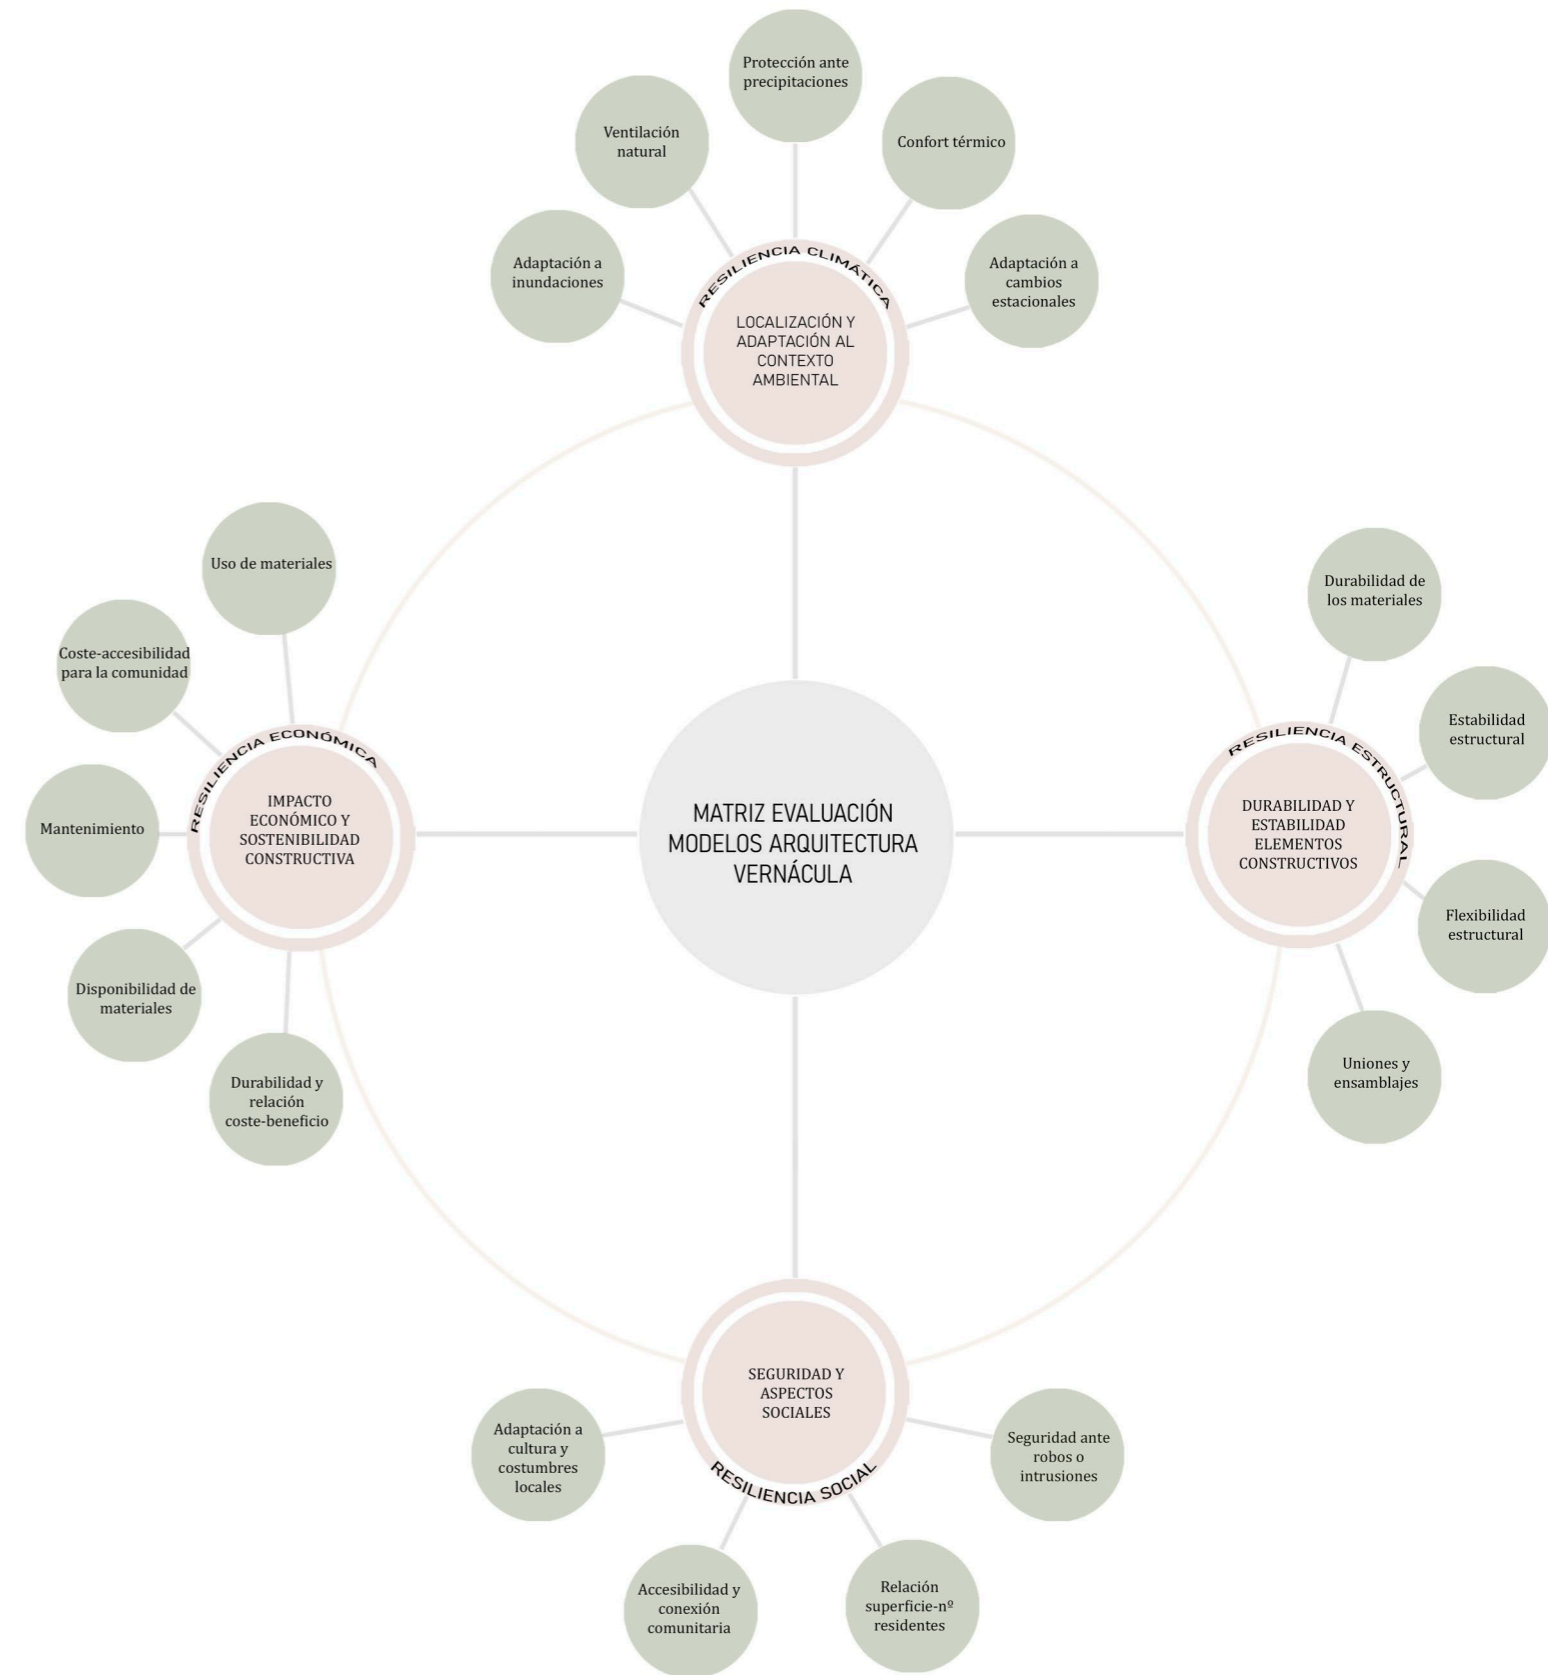 Protección ante
precipitaciones
Ventilación
natural
Confort térmico
Adaptación a
inundaciones
Adaptación a
cambios
estacionales
RESILIENCIA CLIMÁTICA
LOCALIZACIÓN Y
ADAPTACIÓN AL
CONTEXTO
AMBIENTAL
Uso de materiales
Coste-accesibilidad
para la comunidad
Mantenimiento
Disponibilidad de
materiales
Durabilidad y
relación
coste-beneficio
RESILIENCIA ECONÓMICA
IMPACTO
ECONÓMICO Y
SOSTENIBILIDAD
CONSTRUCTIVA
MATRIZ EVALUACIÓN
MODELOS ARQUITECTURA
VERNÁCULA
RESILIENCIA ESTRUCTURAL
DURABILIDAD Y
ESTABILIDAD
ELEMENTOS
CONSTRUCTIVOS
Durabilidad de
los materiales
Estabilidad
estructural
Flexibilidad
estructural
Uniones y
ensamblajes
SEGURIDAD Y
ASPECTOS
SOCIALES
RESILIENCIA SOCIAL
Adaptación a
cultura y
costumbres
locales
Accesibilidad y
conexión
comunitaria
Relación
superficie-nº
residentes
Seguridad ante
robos o
intrusiones